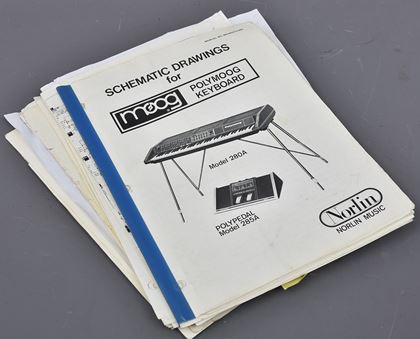 SCHEMATIC DRAWINGS
for
moog
POLYMOOG
KEYBOARD
Model 280A
POLYPEDAL
Model 285A
Norlin
NORLIN MUSIC